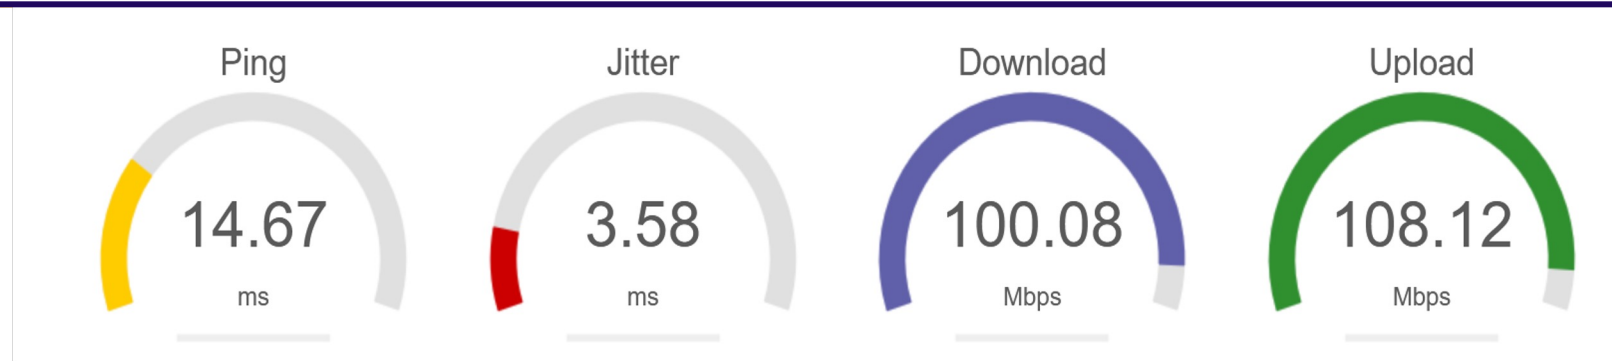 Ping
14.67
ms
Jitter
3.58
ms
Download
100.08
Mbps
Upload
108.12
Mbps